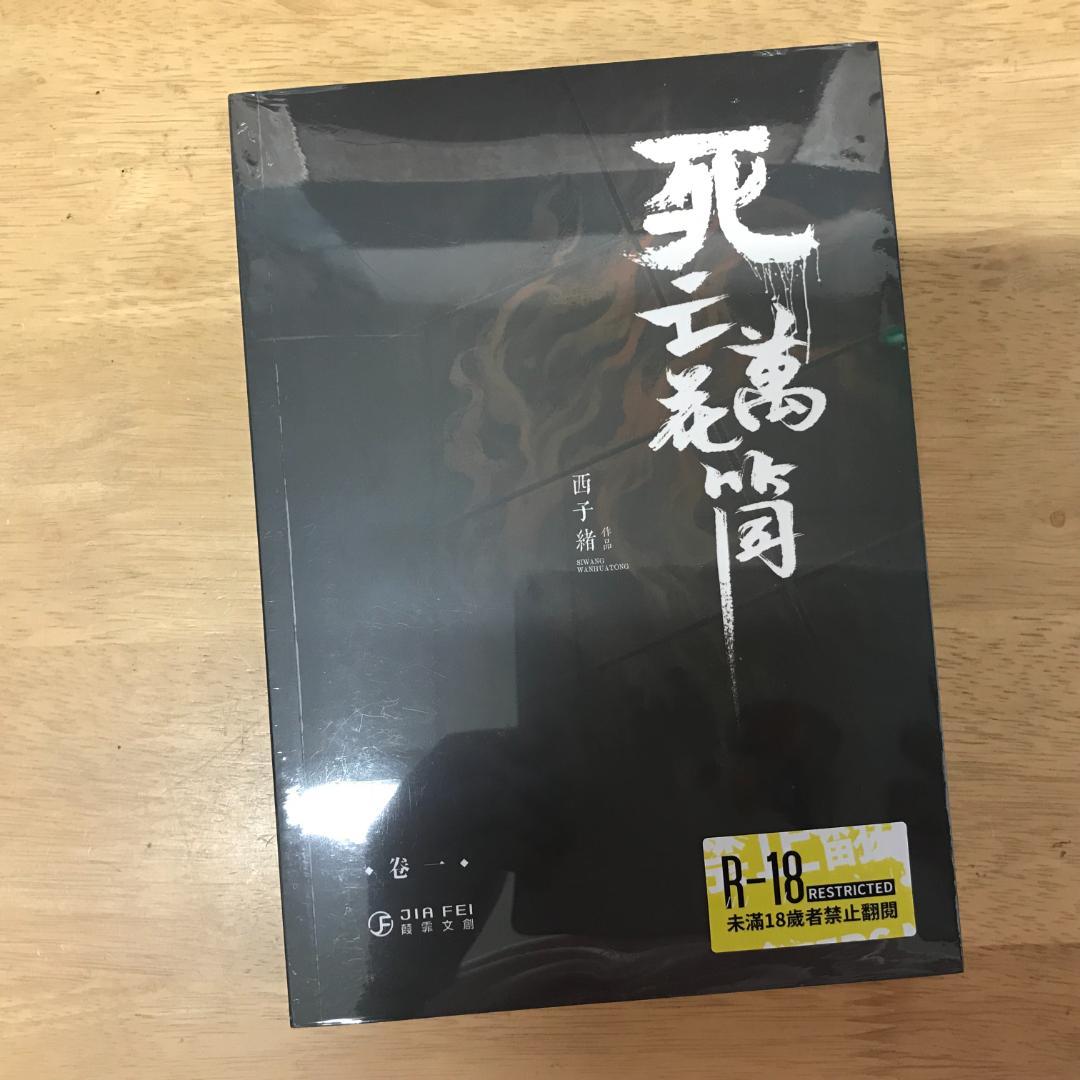 死亡萬花筒
西子緒
作品
SIWANG
WANHUATONG
卷一
JIA FEI
葭霏文創
R-18
RESTRICTED
未滿18歲者禁止翻閱